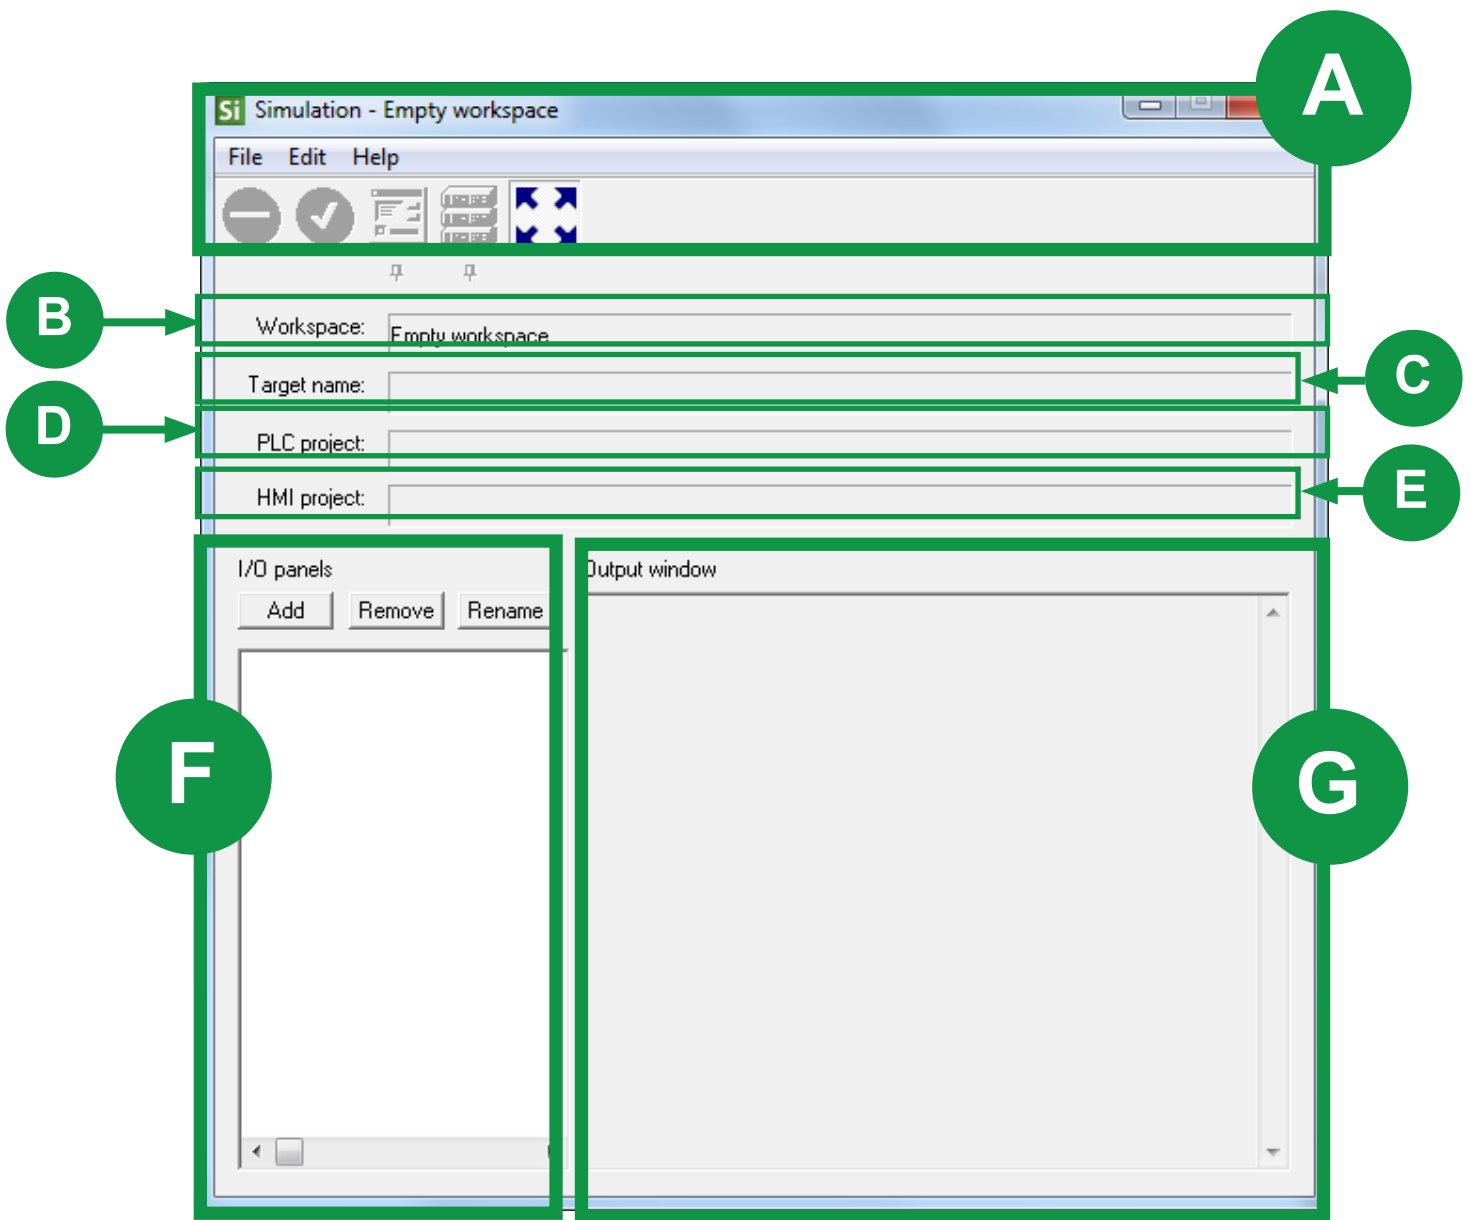 A
Si Simulation - Empty workspace
File Edit Help
B
Workspace: Empty workspace
C
Target name:
D
PLC project:
E
HMI project:
I/O panels
Output window
Add Remove Rename
F
G